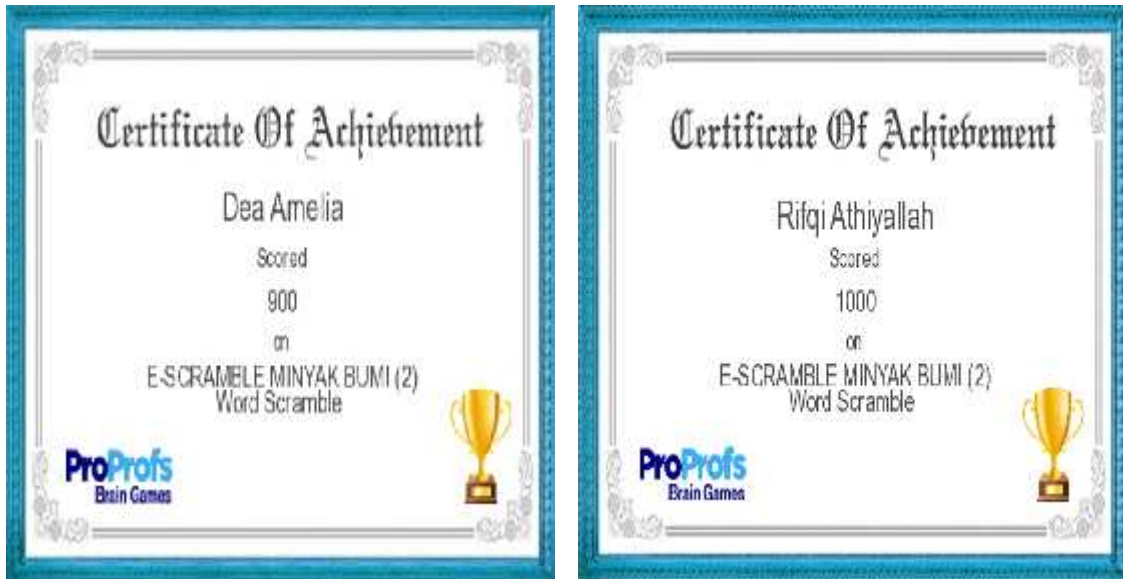 Certificate Of Achievement
Dea Amelia
Scored
900
on
E-SCRAMBLE MINYAK BUMI (2)
Word Scramble
ProProfs
Brain Games
Certificate Of Achievement
Rifqi Athiyallah
Scored
1000
on
E-SCRAMBLE MINYAK BUMI (2)
Word Scramble
ProProfs
Brain Games